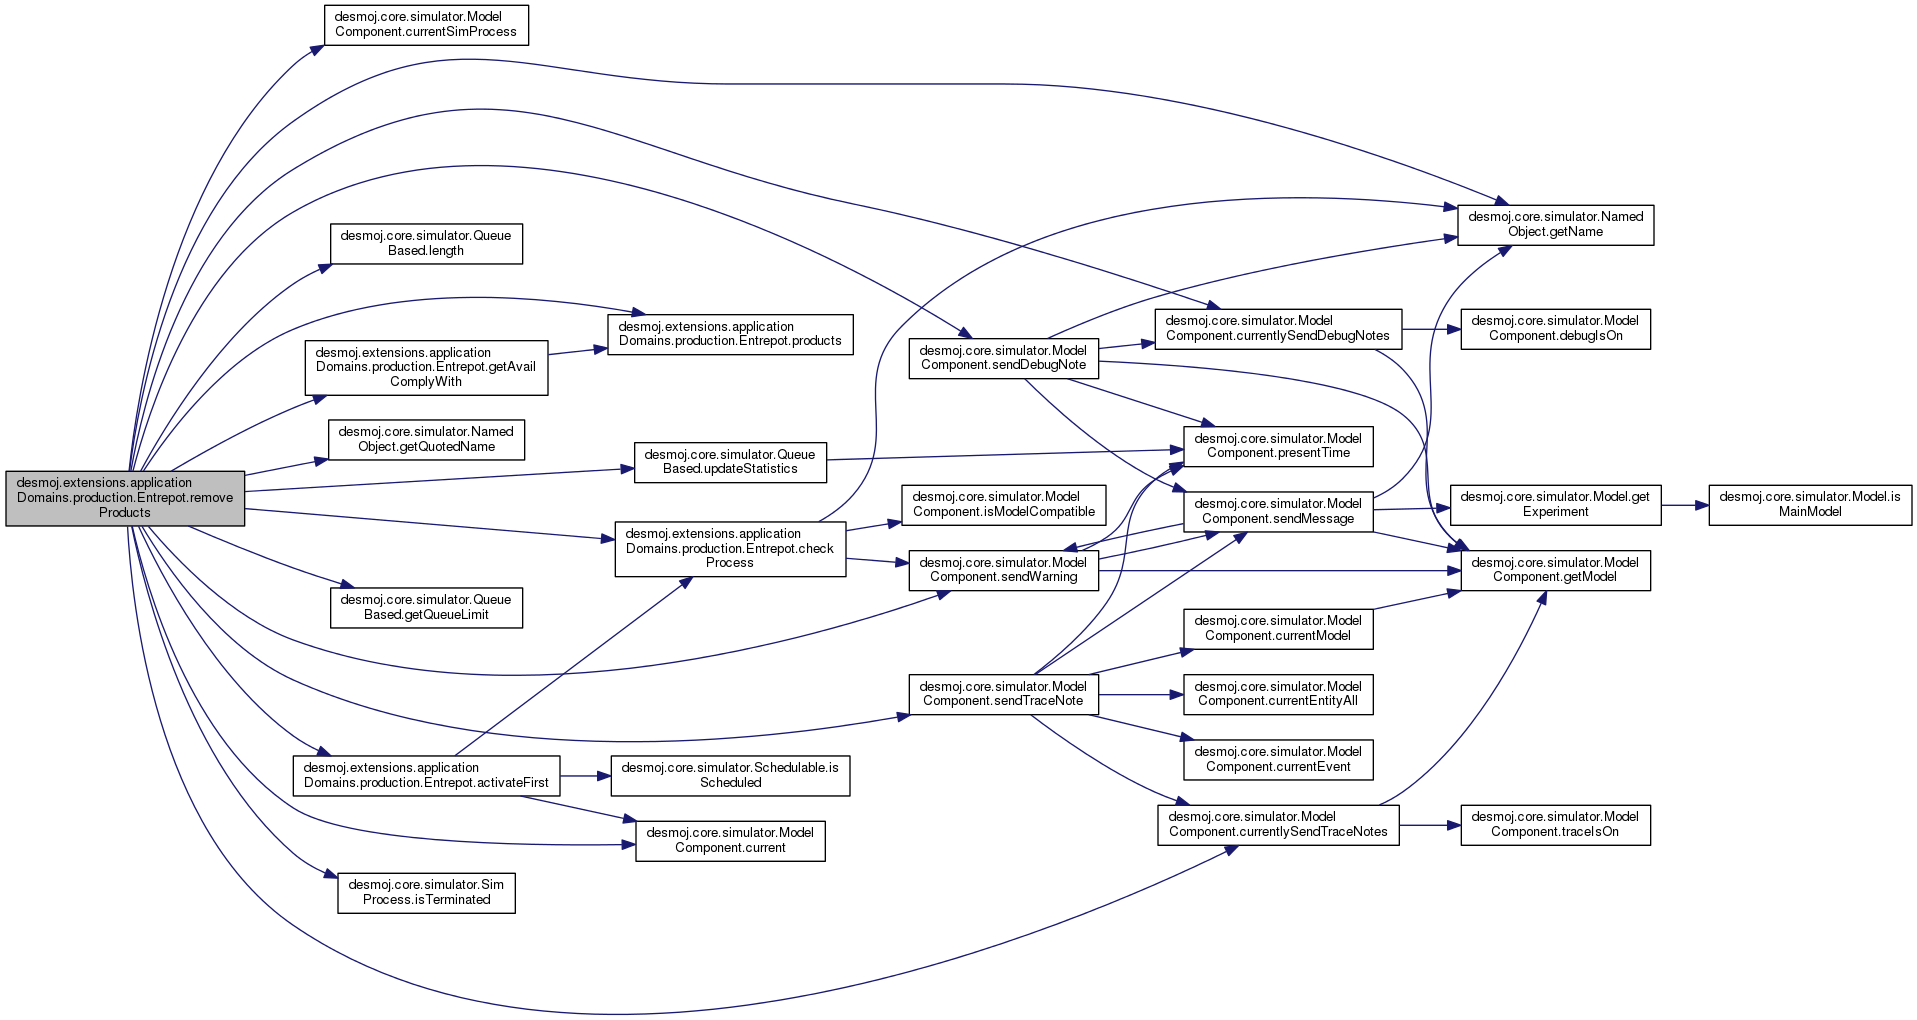 desmoj.core.simulator.Model
Component.currentSimProcess
desmoj.core.simulator.Named
Object.getName
desmoj.core.simulator.Queue
Based.length
desmoj.extensions.application
Domains.production.Entrepot.products
desmoj.core.simulator.Model
Component.currentlySendDebugNotes
desmoj.core.simulator.Model
Component.debugIsOn
desmoj.extensions.application
Domains.production.Entrepot.getAvail
ComplyWith
desmoj.core.simulator.Model
Component.sendDebugNote
desmoj.core.simulator.Named
Object.getQuotedName
desmoj.core.simulator.Queue
Based.updateStatistics
desmoj.core.simulator.Model
Component.presentTime
desmoj.extensions.application
Domains.production.Entrepot.remove
Products
desmoj.core.simulator.Model
Component.isModelCompatible
desmoj.core.simulator.Model
Component.sendMessage
desmoj.core.simulator.Model.get
Experiment
desmoj.core.simulator.Model.is
MainModel
desmoj.extensions.application
Domains.production.Entrepot.check
Process
desmoj.core.simulator.Model
Component.sendWarning
desmoj.core.simulator.Model
Component.getModel
desmoj.core.simulator.Queue
Based.getQueueLimit
desmoj.core.simulator.Model
Component.currentModel
desmoj.core.simulator.Model
Component.sendTraceNote
desmoj.core.simulator.Model
Component.currentEntityAll
desmoj.core.simulator.Model
Component.currentEvent
desmoj.extensions.application
Domains.production.Entrepot.activateFirst
desmoj.core.simulator.Schedulable.is
Scheduled
desmoj.core.simulator.Model
Component.current
desmoj.core.simulator.Model
Component.currentlySendTraceNotes
desmoj.core.simulator.Model
Component.traceIsOn
desmoj.core.simulator.Sim
Process.isTerminated